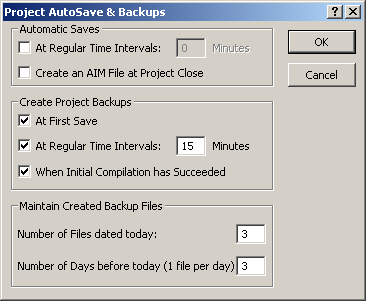 Project AutoSave & Backups
Automatic Saves
At Regular Time Intervals: 0 Minutes
Create an AIM File at Project Close
OK
Cancel
Create Project Backups
At First Save
At Regular Time Intervals: 15 Minutes
When Initial Compilation has Succeeded
Maintain Created Backup Files
Number of Files dated today: 3
Number of Days before today (1 file per day) 3